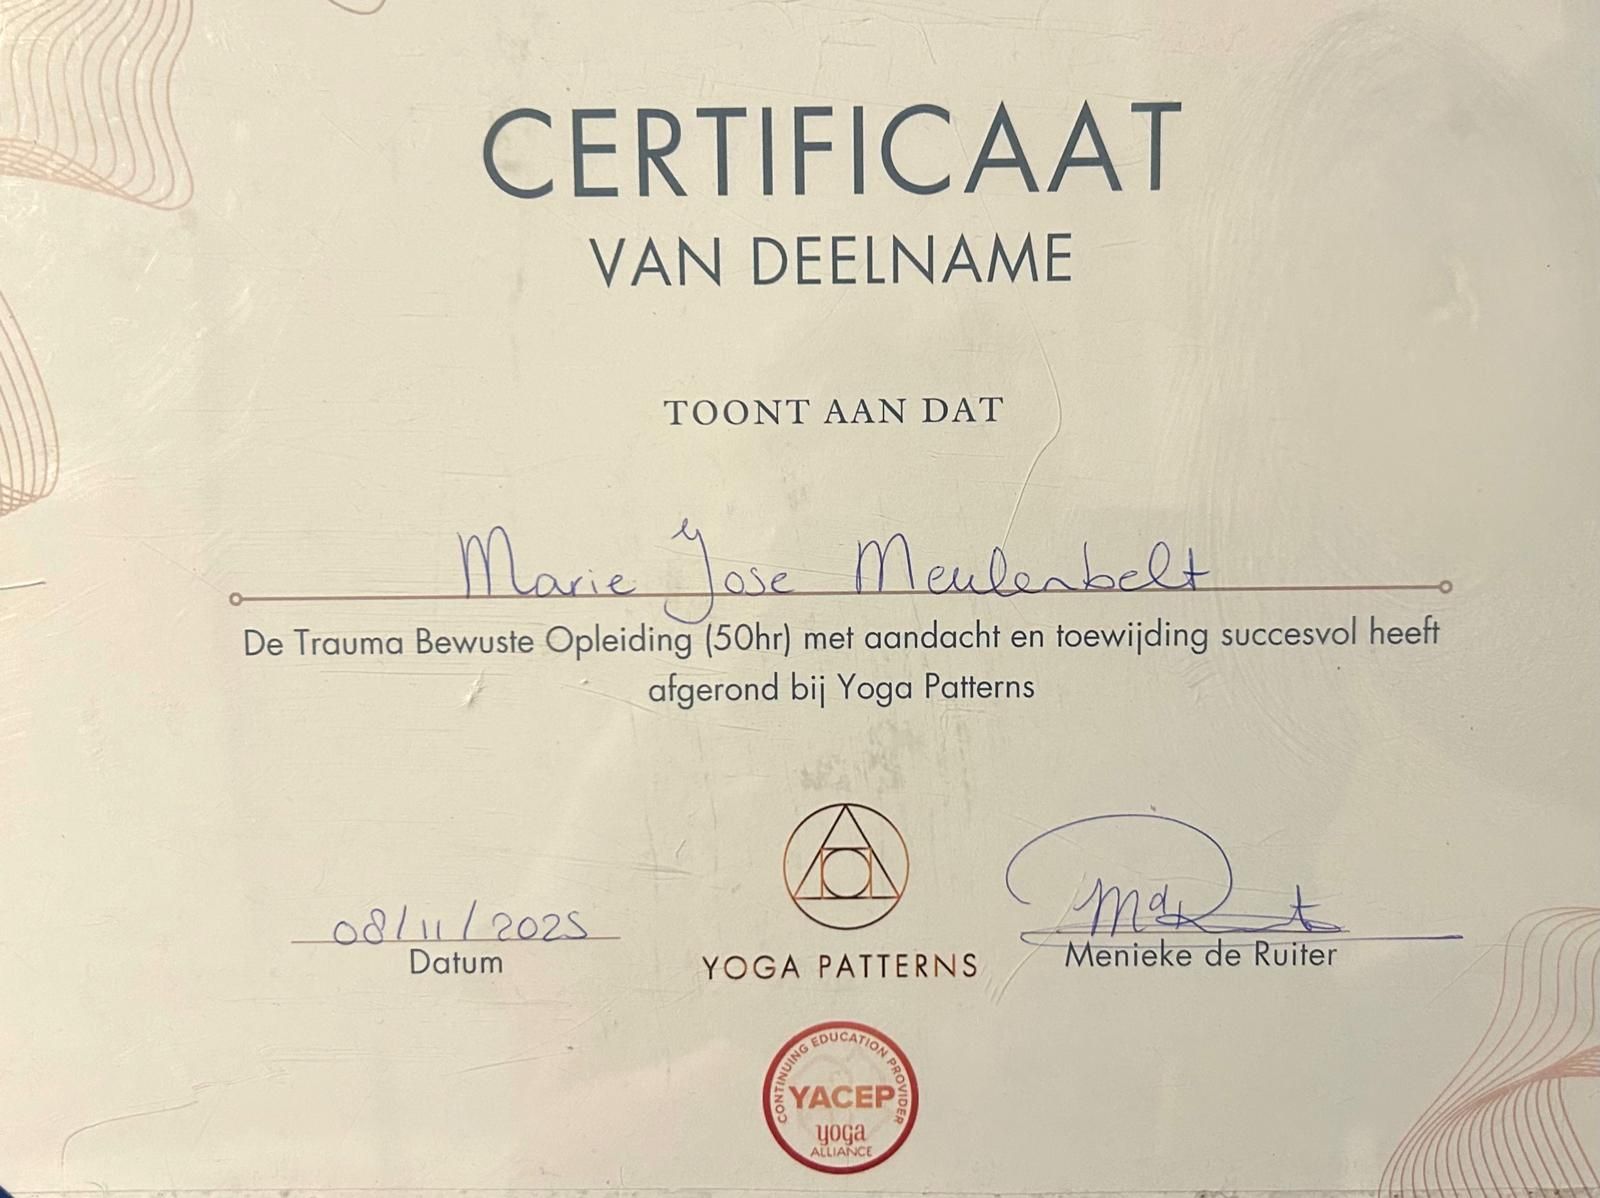 CERTIFICAAT
VAN DEELNAME
TOONT AAN DAT
Marie Jose Meulenbelt
De Trauma Bewuste Opleiding (50hr) met aandacht en toewijding succesvol heeft
afgerond bij Yoga Patterns
08/11/2025
Datum
YOGA PATTERNS
MdRuit
Menieke de Ruiter
CONTINUING EDUCATION PROVIDER
YACEP
yoga
ALLIANCE